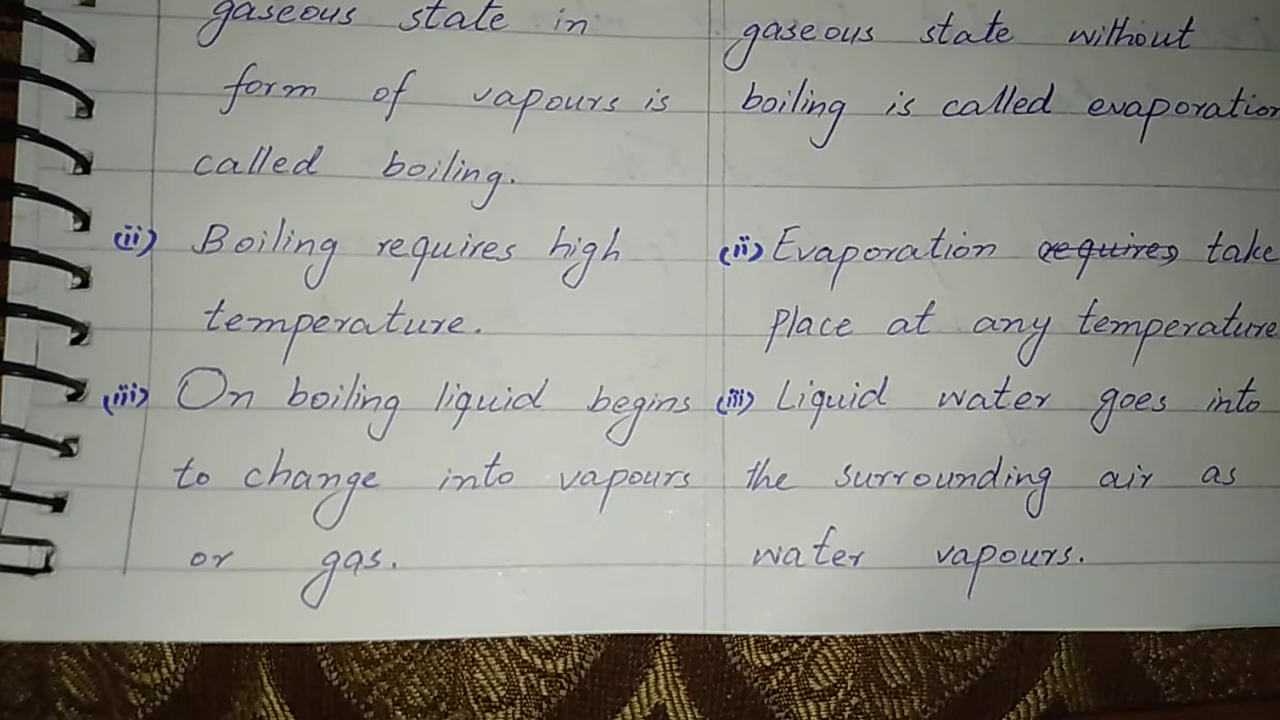 gaseous state in
form of vapours is
called boiling.
(ii) Boiling requires high
temperature.
(iii) On boiling liquid begins
to change into vapours
or gas.
gaseous state without
boiling is called evaporation
(ii) Evaporation requires take
place at any temperature
(iii) Liquid water goes into
the surrounding air as
water vapours.